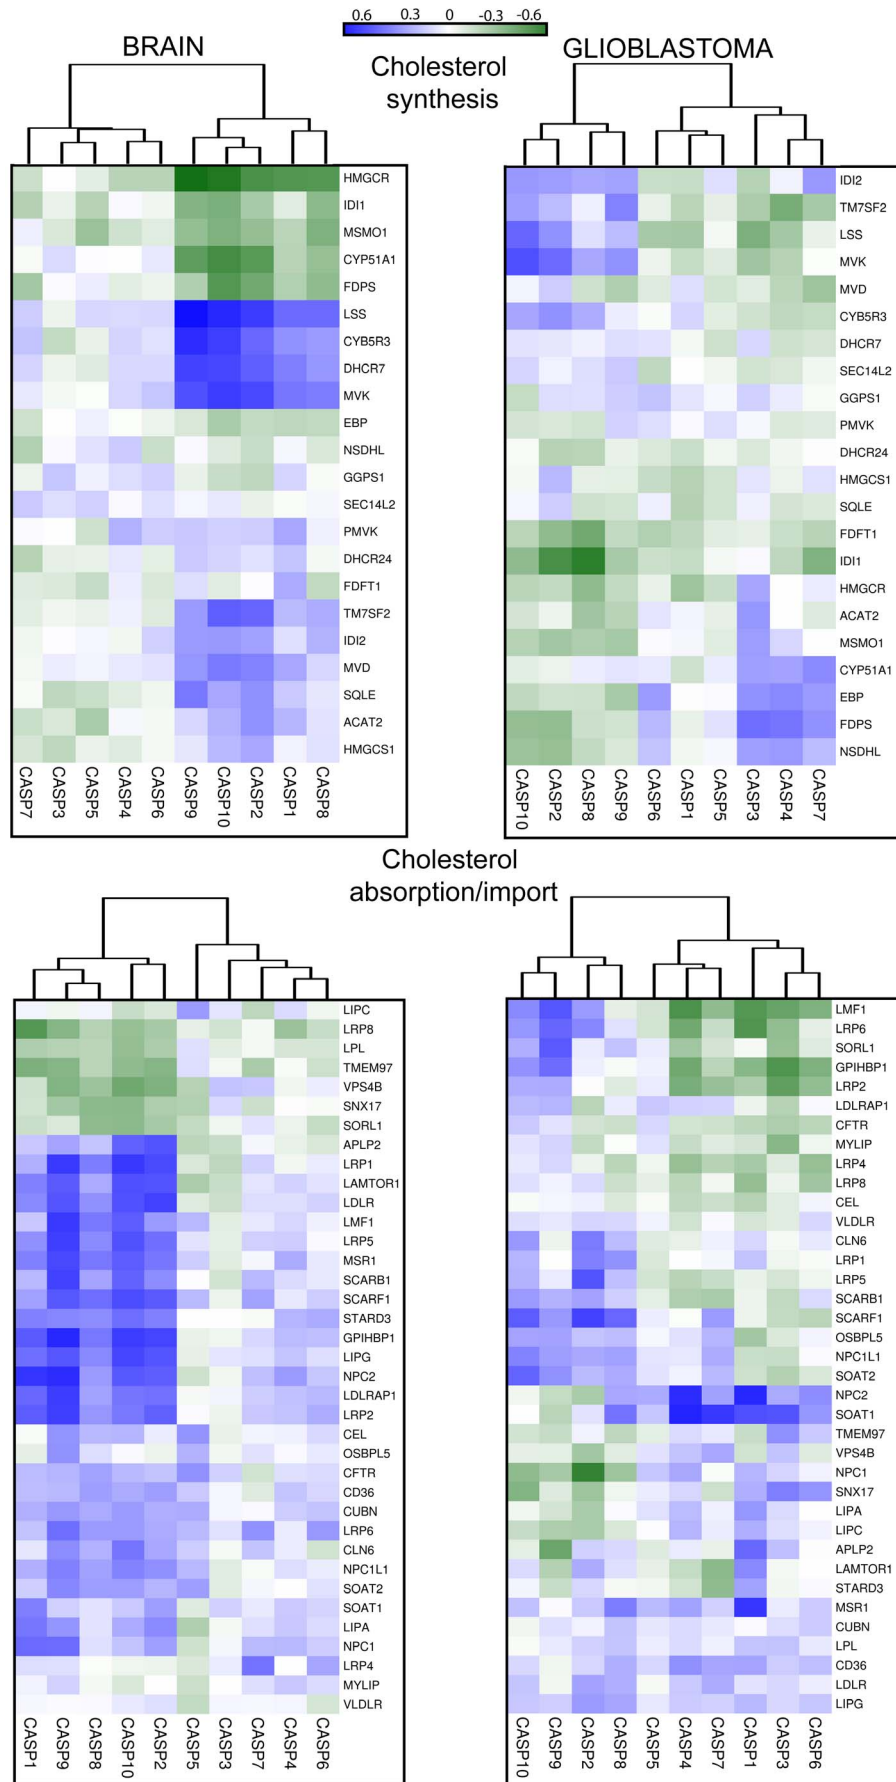 0.6 0.3 0 -0.3 -0.6
BRAIN
GLIOBLASTOMA
Cholesterol
synthesis
HMGCR
IDI1
MSMO1
CYP51A1
FDPS
LSS
CYB5R3
DHCR7
MVK
EBP
NSDHL
GGPS1
SEC14L2
PMVK
DHCR24
FDFT1
TM7SF2
IDI2
MVD
SQLE
ACAT2
HMGCS1
CASP7 CASP3 CASP5 CASP4 CASP6 CASP9 CASP10 CASP2 CASP1 CASP8
IDI2
TM7SF2
LSS
MVK
MVD
CYB5R3
DHCR7
SEC14L2
GGPS1
PMVK
DHCR24
HMGCS1
SQLE
FDFT1
IDI1
HMGCR
ACAT2
MSMO1
CYP51A1
EBP
FDPS
NSDHL
CASP10 CASP2 CASP8 CASP9 CASP6 CASP1 CASP5 CASP3 CASP4 CASP7
Cholesterol
absorption/import
LIPC
LRP8
LPL
TMEM97
VPS4B
SNX17
SORL1
APLP2
LRP1
LAMTOR1
LDLR
LMF1
LRP5
MSR1
SCARB1
SCARF1
STARD3
GPIHBP1
LIPG
NPC2
LDLRAP1
LRP2
CEL
OSBPL5
CFTR
CD36
CUBN
LRP6
CLN6
NPC1L1
SOAT2
SOAT1
LIPA
NPC1
LRP4
MYLIP
VLDLR
CASP1 CASP9 CASP8 CASP10 CASP2 CASP5 CASP3 CASP7 CASP4 CASP6
LMF1
LRP6
SORL1
GPIHBP1
LRP2
LDLRAP1
CFTR
MYLIP
LRP4
LRP8
CEL
VLDLR
CLN6
LRP1
LRP5
SCARB1
SCARF1
OSBPL5
NPC1L1
SOAT2
NPC2
SOAT1
TMEM97
VPS4B
NPC1
SNX17
LIPA
LIPC
APLP2
LAMTOR1
STARD3
MSR1
CUBN
LPL
CD36
LDLR
LIPG
CASP10 CASP9 CASP2 CASP8 CASP5 CASP4 CASP7 CASP1 CASP3 CASP6